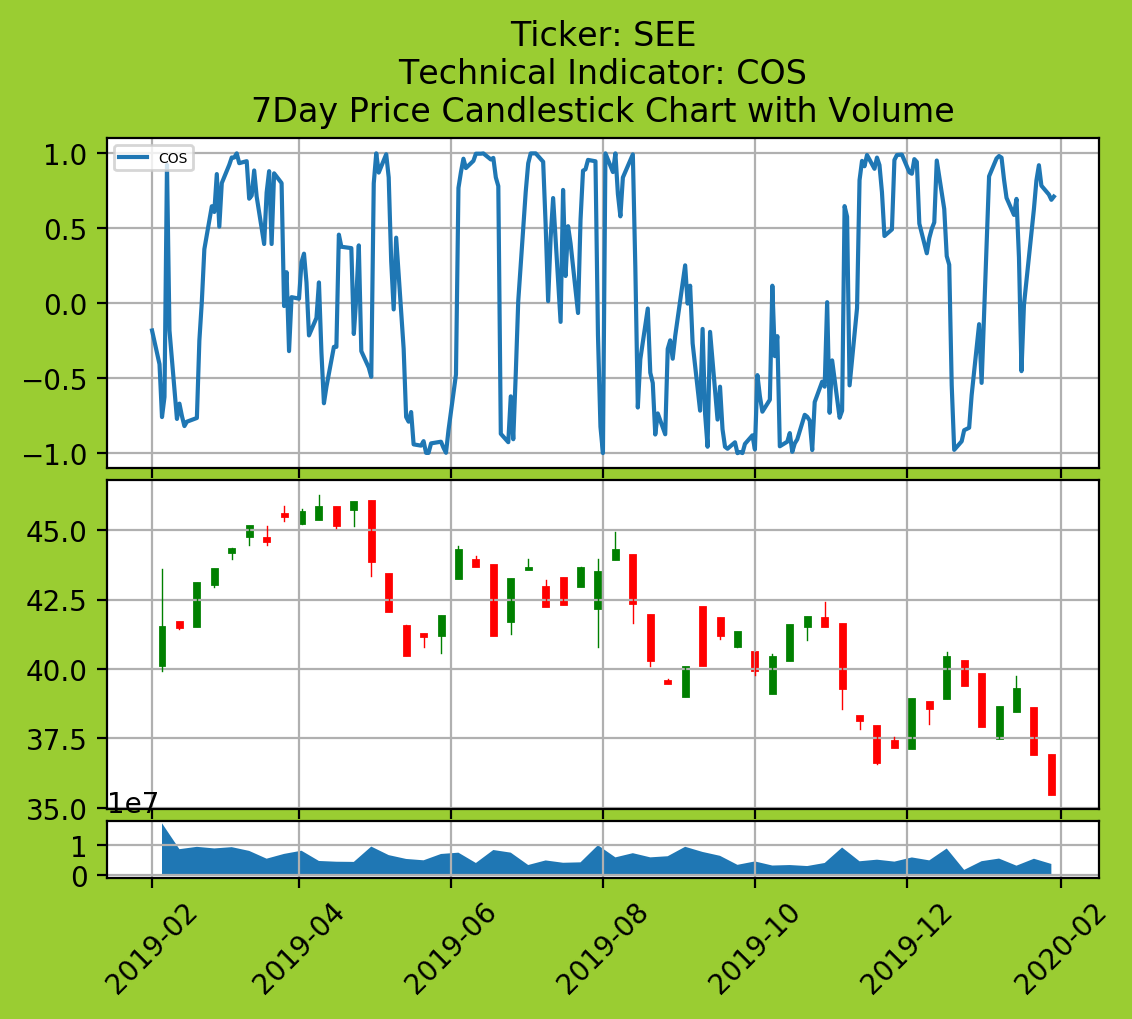 Ticker: SEE
Technical Indicator: COS
7Day Price Candlestick Chart with Volume
COS
1.0
0.5
0.0
−0.5
−1.0
45.0
42.5
40.0
37.5
35.0
1e7
1
0
2019-02 2019-04 2019-06 2019-08 2019-10 2019-12 2020-02